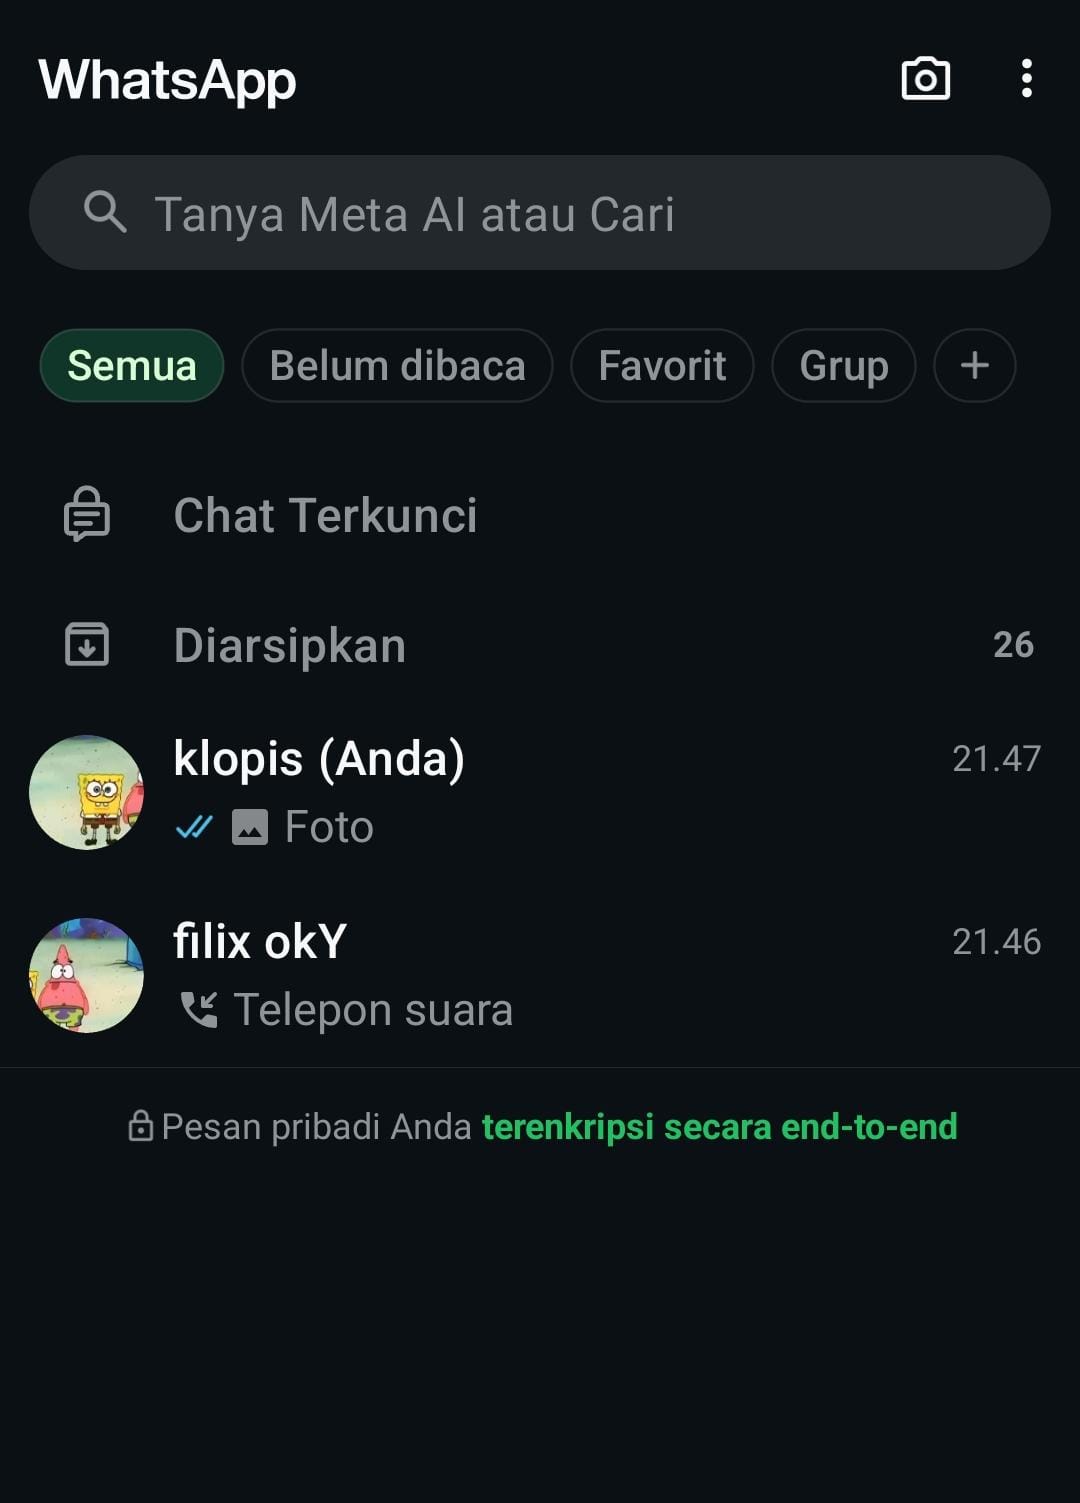 WhatsApp
Tanya Meta AI atau Cari
Semua Belum dibaca Favorit Grup +
Chat Terkunci
Diarsipkan 26
klopis (Anda) 21.47
Foto
filix okY 21.46
Telepon suara
Pesan pribadi Anda terenkripsi secara end-to-end